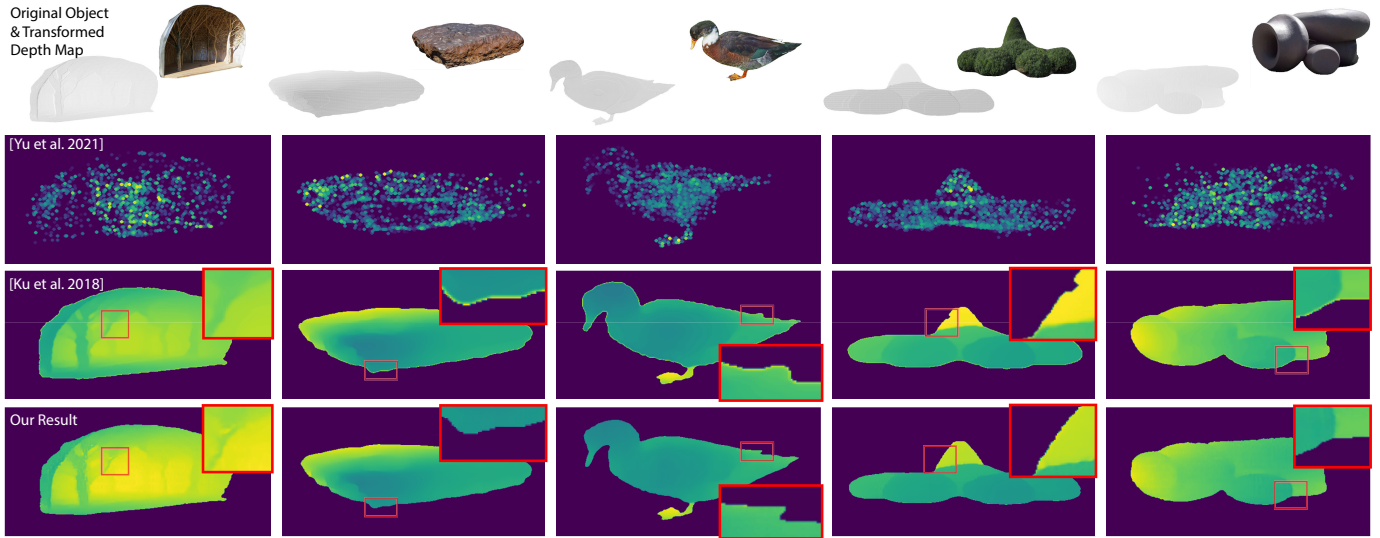 Original Object
& Transformed
Depth Map
[Yu et al. 2021]
[Ku et al. 2018]
Our Result